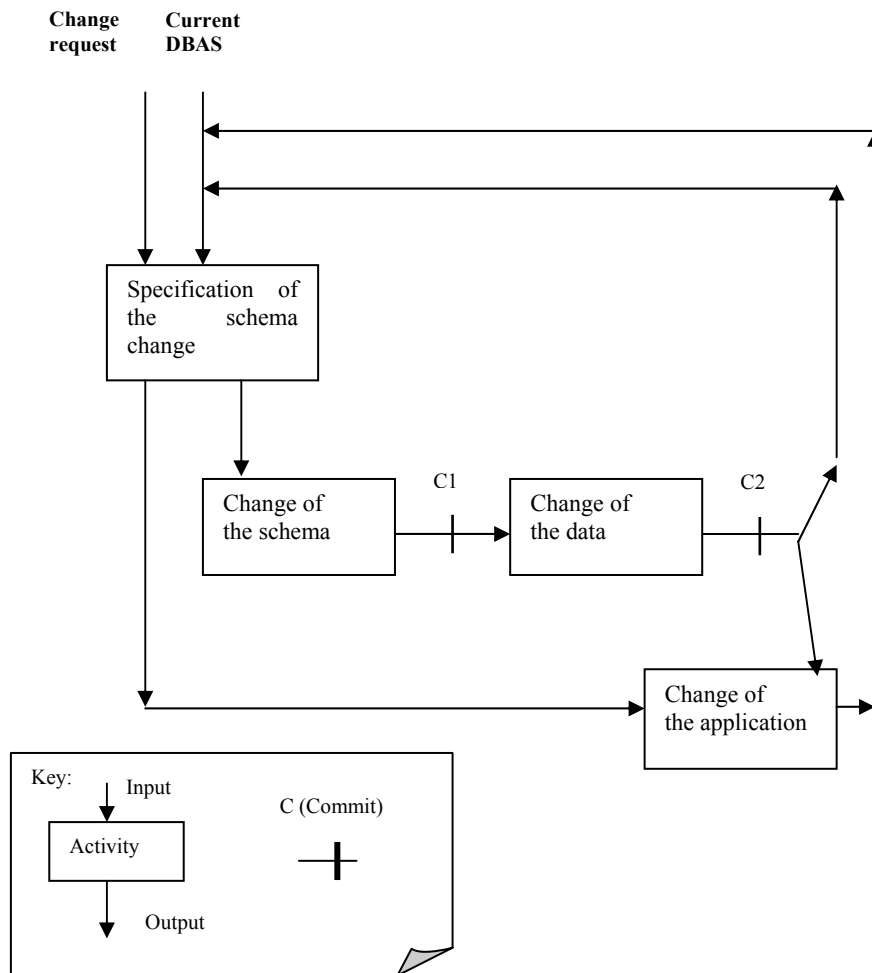 Change
request
Current
DBAS
Specification of
the schema
change
C1
C2
Change of
the schema
Change of
the data
Change of
the application
Key:
Input
C (Commit)
Activity
Output